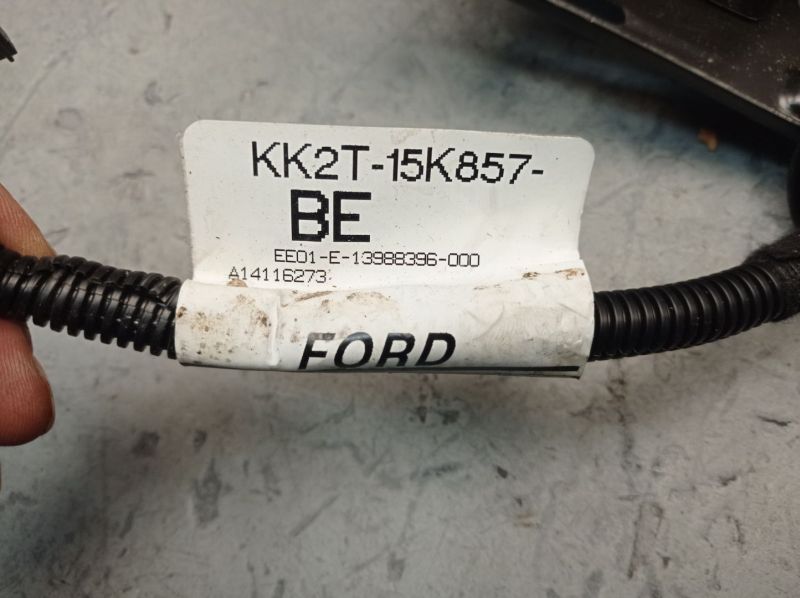 KK2T-15K857-
BE
EE01-E-13988396-000
A14116273
FORD